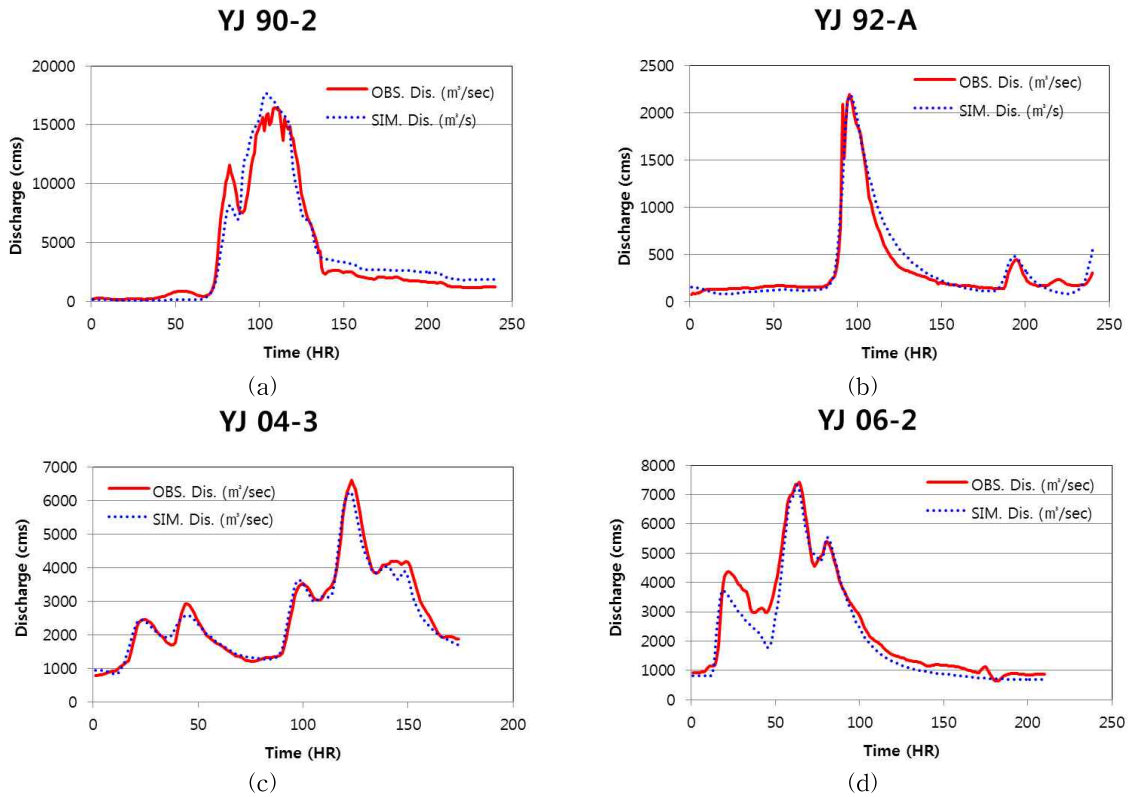 YJ 90-2
20000
15000
10000
5000
0
0 50 100 150 200 250
Discharge (cms)
Time (HR)
OBS. Dis. (m³/sec)
SIM. Dis. (m³/s)
(a)
YJ 92-A
2500
2000
1500
1000
500
0
0 50 100 150 200 250
Discharge (cms)
Time (HR)
OBS. Dis. (m³/sec)
SIM. Dis. (m³/s)
(b)
YJ 04-3
7000
6000
5000
4000
3000
2000
1000
0
0 50 100 150 200
Discharge (cms)
Time (HR)
OBS. Dis. (m³/sec)
SIM. Dis. (m³/sec)
(c)
YJ 06-2
8000
7000
6000
5000
4000
3000
2000
1000
0
0 50 100 150 200 250
Discharge (cms)
Time (HR)
OBS. Dis. (m³/sec)
SIM. Dis. (m³/sec)
(d)